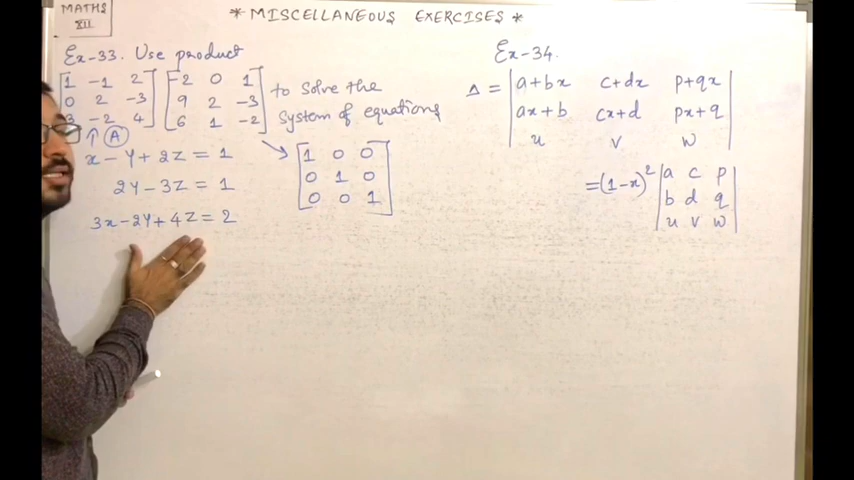 MATHS
XII
* MISCELLANEOUS EXERCISES *
Ex-33. Use product
[1 -1 2] [-2 0 1]
[0 2 -3] [9 2 -3] to solve the
[3 -2 4] [6 1 -2] system of equations
↑ (A)
x - y + 2z = 1
2y - 3z = 1
3x - 2y + 4z = 2
→ [1 0 0]
[0 1 0]
[0 0 1]
Ex-34.
Δ = | a+bx c+dx p+qx |
| ax+b cx+d px+q |
| u v w |
= (1-x)² | a c p |
| b d q |
| u v w |